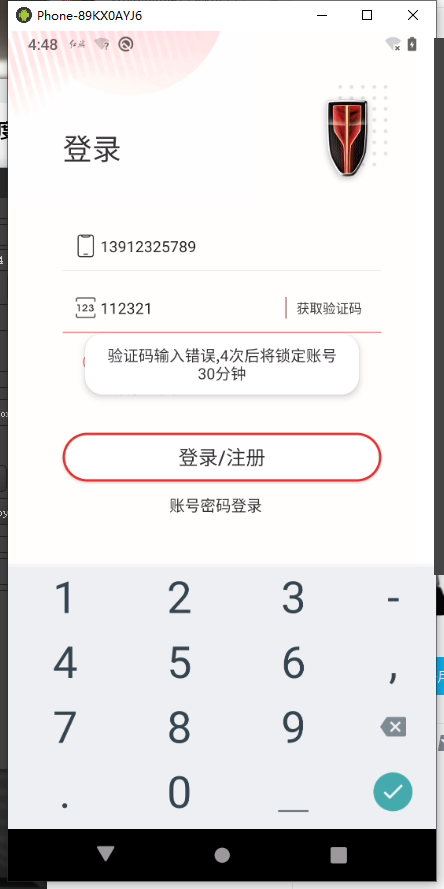 Phone-89KX0AYJ6
4:48
登录
13912325789
123 112321 获取验证码
验证码输入错误,4次后将锁定账号
30分钟
登录/注册
账号密码登录
1 2 3 -
4 5 6 ,
7 8 9
. 0 _